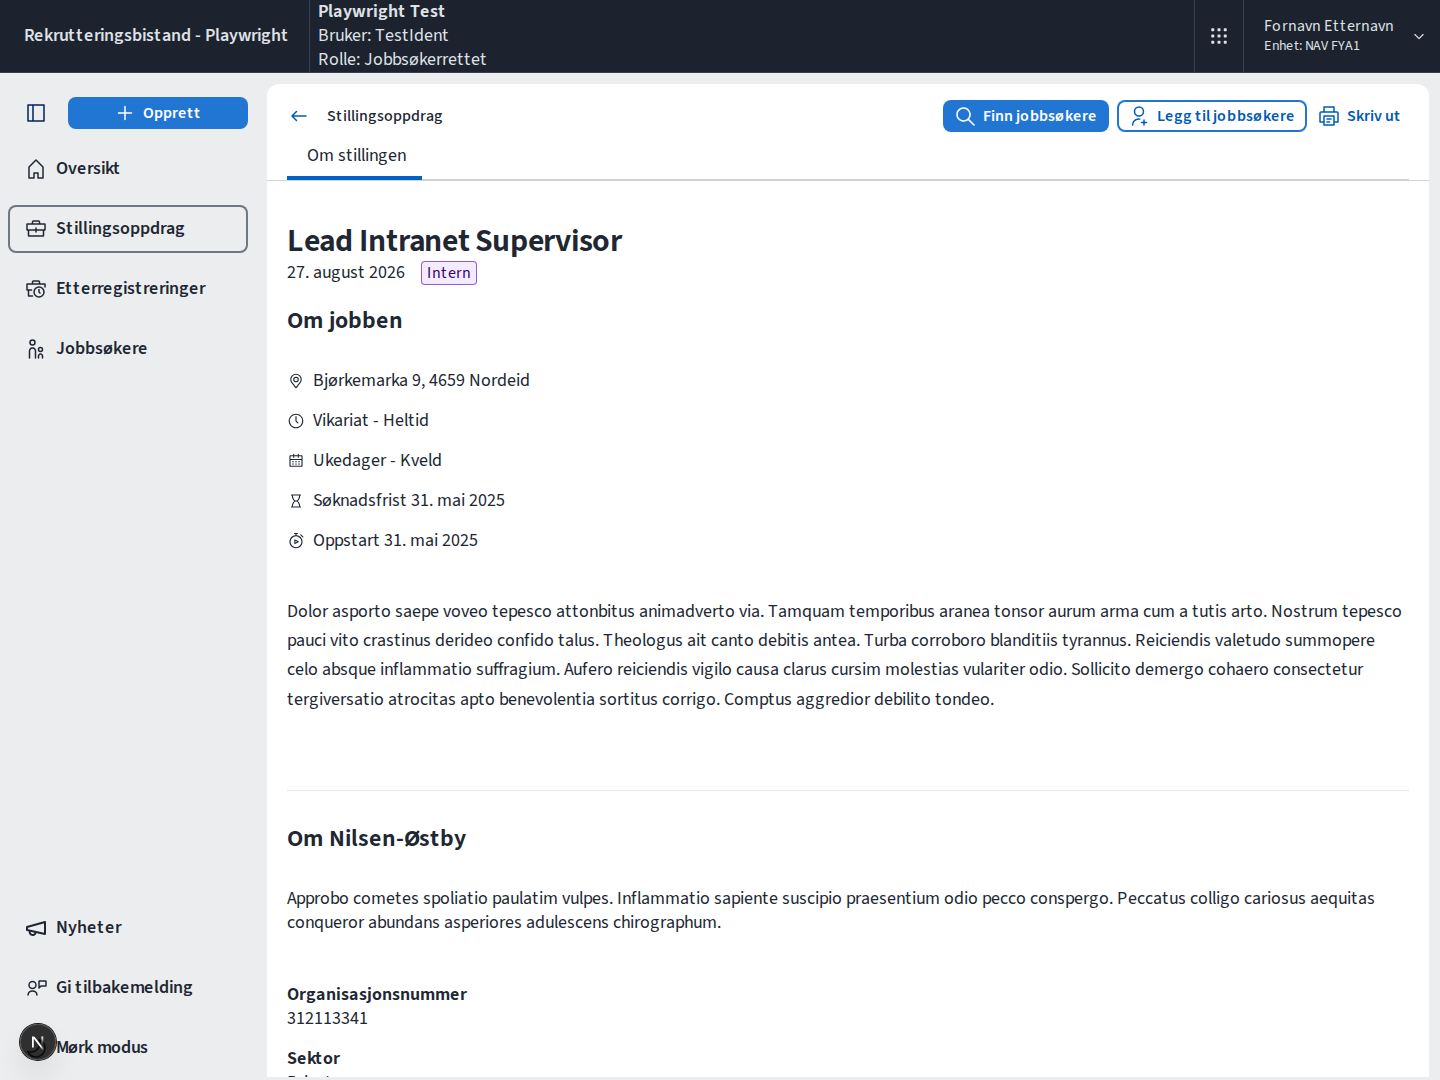 Rekrutteringsbistand - Playwright
Playwright Test
Bruker: TestIdent
Rolle: Jobbsøkerrettet
Fornavn Etternavn
Enhet: NAV FYA1
Opprett
Oversikt
Stillingsoppdrag
Etterregistreringer
Jobbsøkere
Nyheter
Gi tilbakemelding
N
Mørk modus
Stillingsoppdrag
Finn jobbsøkere
Legg til jobbsøkere
Skriv ut
Om stillingen
Lead Intranet Supervisor
27. august 2026
Intern
Om jobben
Bjørkemarka 9, 4659 Nordeid
Vikariat - Heltid
Ukedager - Kveld
Søknadsfrist 31. mai 2025
Oppstart 31. mai 2025
Dolor asporto saepe voveo tepesco attonbitus animadverto via. Tamquam temporibus aranea tonsor aurum arma cum a tutis arto. Nostrum tepesco
pauci vito crastinus derideo confido talus. Theologus ait canto debitis antea. Turba corroboro blanditiis tyrannus. Reiciendis valetudo summopere
celo absque inflammatio suffragium. Aufero reiciendis vigilo causa clarus cursim molestias vulariter odio. Sollicito demergo cohaero consectetur
tergiversatio atrocitas apto benevolentia sortitus corrigo. Comptus aggredior debilito tondeo.
Om Nilsen-Østby
Approbo cometes spoliatio paulatim vulpes. Inflammatio sapiente suscipio praesentium odio pecco conspergo. Peccatus colligo cariosus aequitas
conqueror abundans asperiores adulescens chirographum.
Organisasjonsnummer
312113341
Sektor